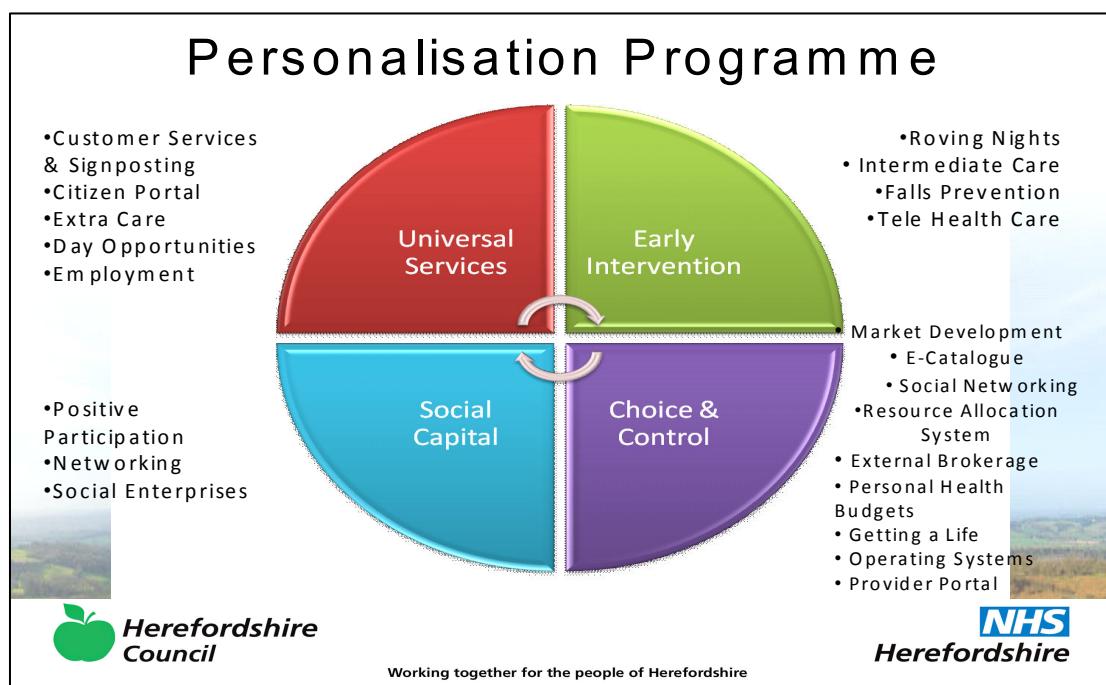 Personalisation Programme
•Customer Services
& Signposting
•Citizen Portal
•Extra Care
•Day Opportunities
•Employment
Universal
Services
Early
Intervention
•Roving Nights
• Intermediate Care
•Falls Prevention
•Tele Health Care
•Positive
Participation
•Networking
•Social Enterprises
Social
Capital
Choice &
Control
• Market Development
• E-Catalogue
• Social Networking
•Resource Allocation
System
• External Brokerage
• Personal Health
Budgets
• Getting a Life
• Operating Systems
• Provider Portal
Herefordshire
Council
Working together for the people of Herefordshire
NHS
Herefordshire